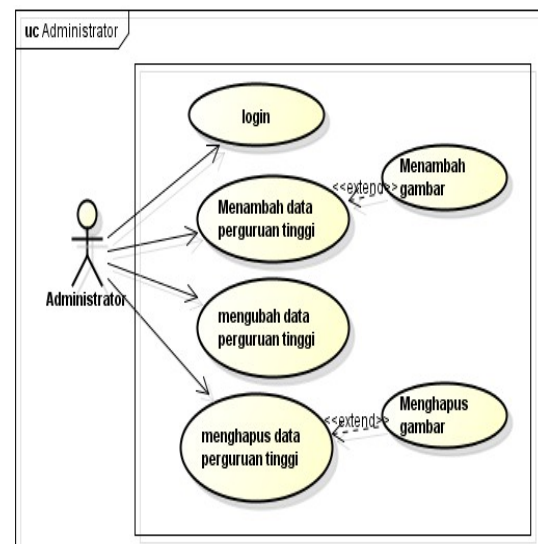 uc Administrator
login
Menambah
gambar
<<extend>>
Menambah data
perguruan tinggi
Administrator
mengubah data
perguruan tinggi
Menghapus
gambar
<<extend>>
menghapus data
perguruan tinggi